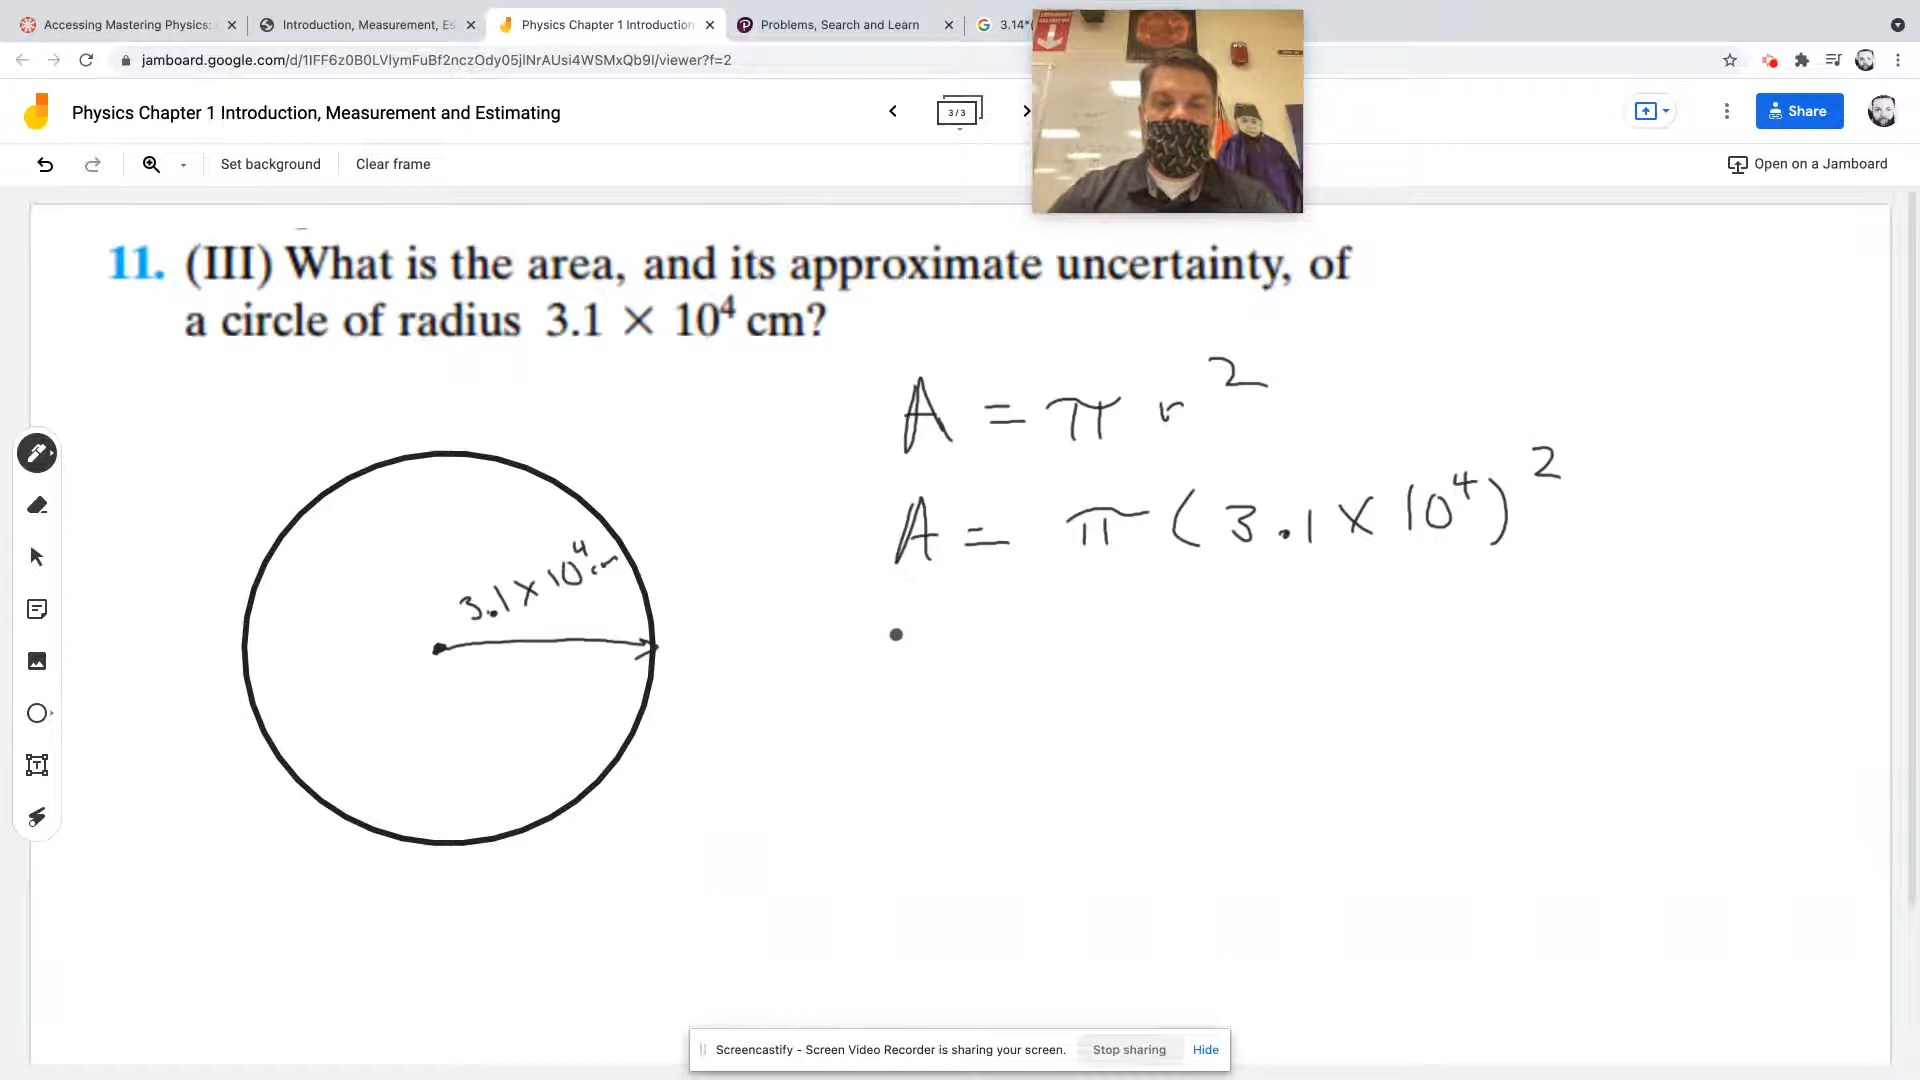 Accessing Mastering Physics:
Introduction, Measurement, Es
Physics Chapter 1 Introduction
Problems, Search and Learn
3.14*(
jamboard.google.com/d/1IFF6z0B0LVlymFuBf2nczOdy05jlNrAUsi4WSMxQb9I/viewer?f=2
Physics Chapter 1 Introduction, Measurement and Estimating
3 / 3
Share
Set background
Clear frame
Open on a Jamboard
11. (III) What is the area, and its approximate uncertainty, of
a circle of radius 3.1 × 10⁴ cm?
A = π r²
A = π (3.1 × 10⁴)²
3.1 × 10⁴ cm
Screencastify - Screen Video Recorder is sharing your screen.
Stop sharing
Hide